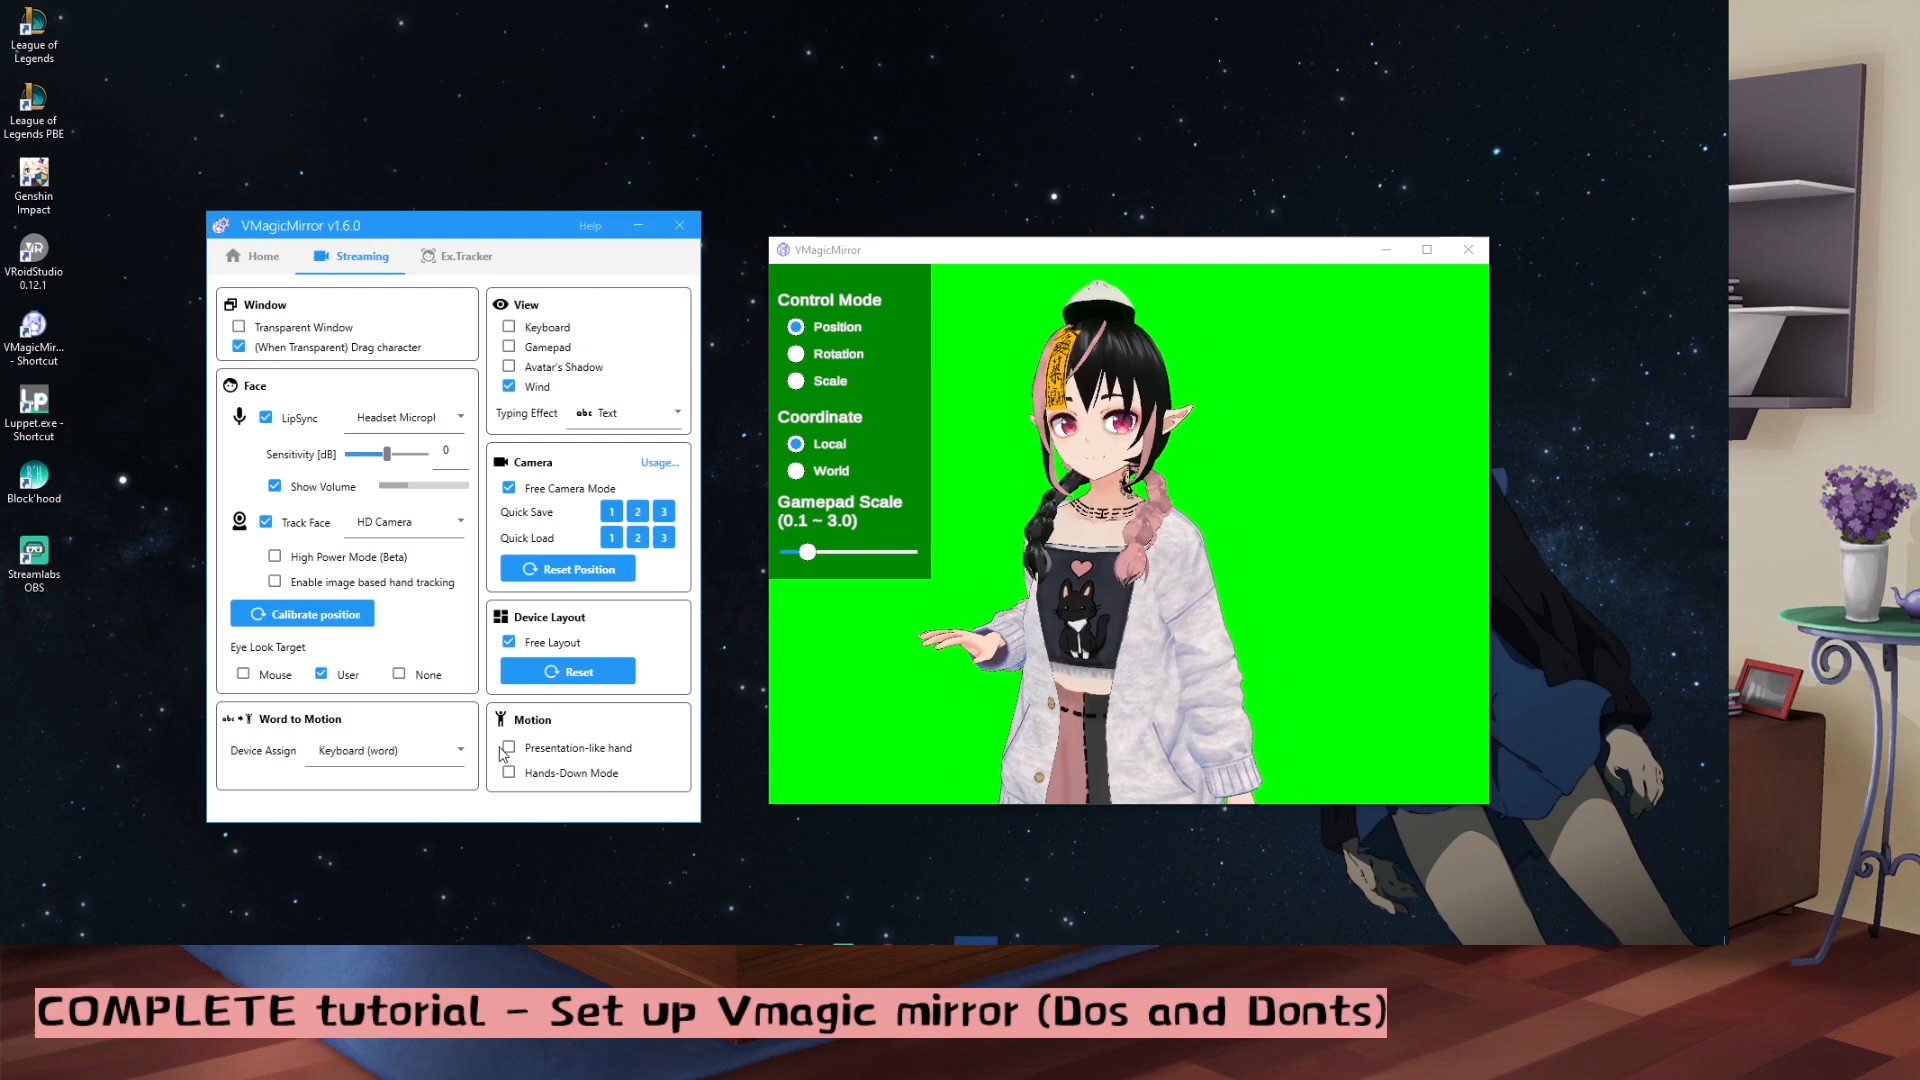 League of
Legends
League of
Legends PBE
Genshin
Impact
VRoidStudio
0.12.1
VMagicMir...
- Shortcut
Luppet.exe -
Shortcut
Block'hood
Streamlabs
OBS
VMagicMirror v1.6.0
Help
Home
Streaming
Ex.Tracker
Window
Transparent Window
(When Transparent) Drag character
Face
LipSync
Headset Microph
Sensitivity [dB]
0
Show Volume
Track Face
HD Camera
High Power Mode (Beta)
Enable image based hand tracking
Calibrate position
Eye Look Target
Mouse
User
None
abc
Word to Motion
Device Assign
Keyboard (word)
View
Keyboard
Gamepad
Avatar's Shadow
Wind
Typing Effect
abc Text
Camera
Usage...
Free Camera Mode
Quick Save
1 2 3
Quick Load
1 2 3
Reset Position
Device Layout
Free Layout
Reset
Motion
Presentation-like hand
Hands-Down Mode
VMagicMirror
Control Mode
Position
Rotation
Scale
Coordinate
Local
World
Gamepad Scale
(0.1 ~ 3.0)
COMPLETE tutorial - Set up Vmagic mirror (Dos and Donts)